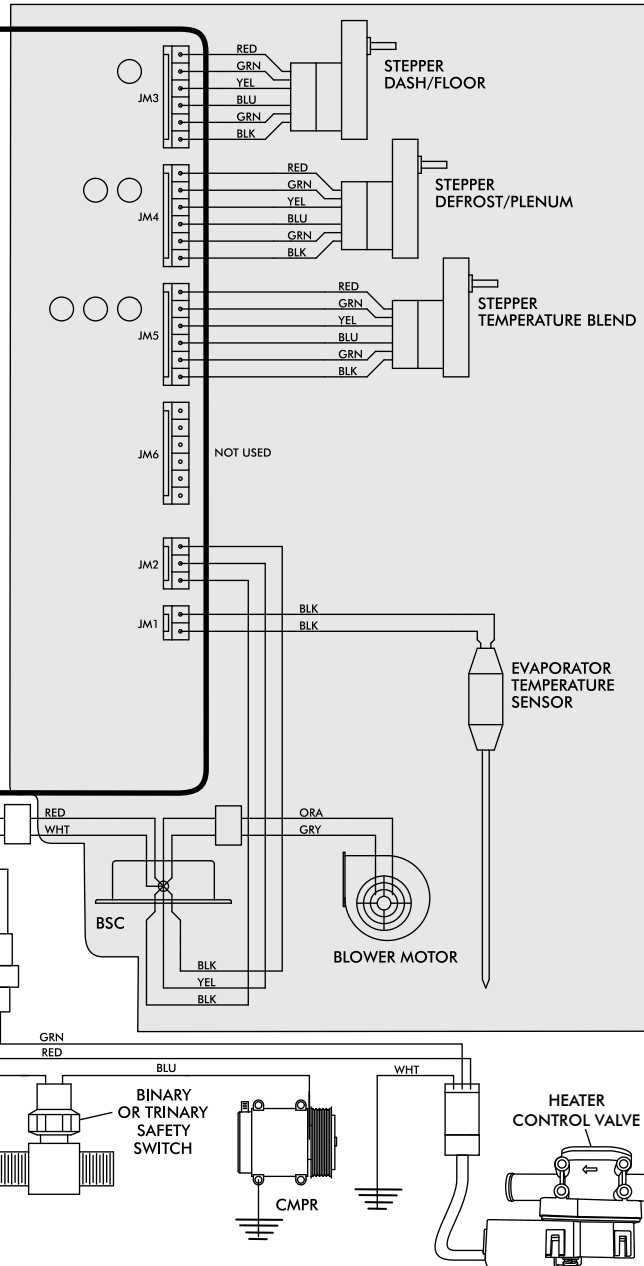 RED
GRN
YEL
BLU
GRN
BLK
JM3
STEPPER
DASH/FLOOR
RED
GRN
YEL
BLU
GRN
BLK
JM4
STEPPER
DEFROST/PLENUM
RED
GRN
YEL
BLU
GRN
BLK
JM5
STEPPER
TEMPERATURE BLEND
JM6
NOT USED
JM2
JM1
BLK
BLK
EVAPORATOR
TEMPERATURE
SENSOR
RED
WHT
ORA
GRY
BSC
BLOWER MOTOR
BLK
YEL
BLK
GRN
RED
BLU
WHT
BINARY
OR TRINARY
SAFETY
SWITCH
CMPR
HEATER
CONTROL VALVE